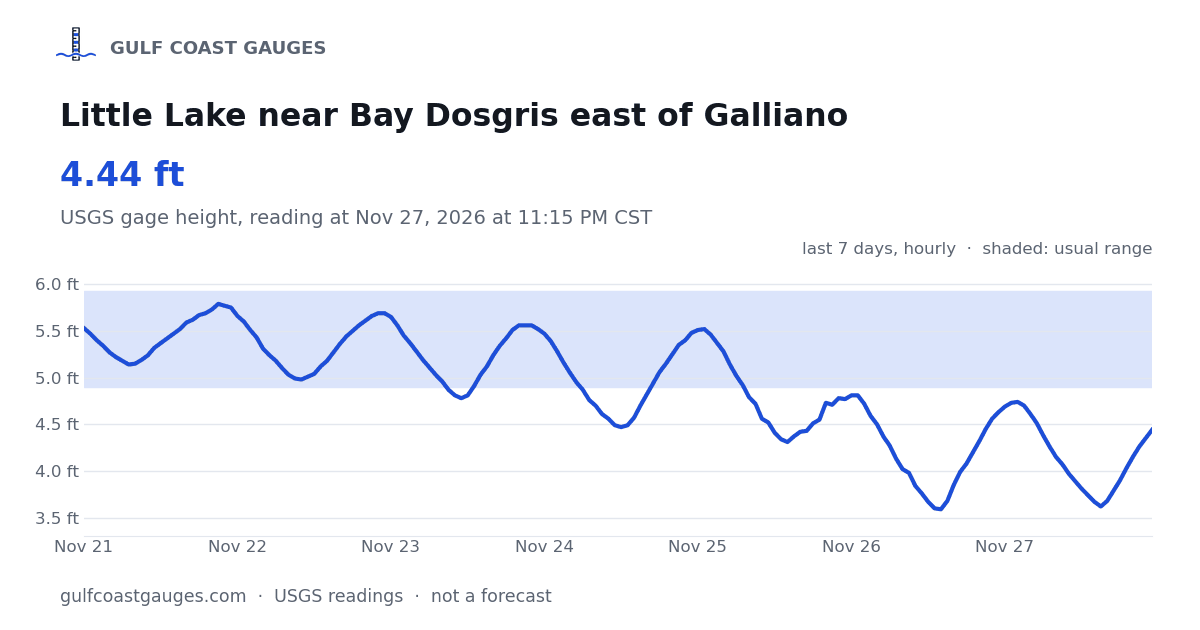 GULF COAST GAUGES
Little Lake near Bay Dosgris east of Galliano
4.44 ft
USGS gage height, reading at Nov 27, 2026 at 11:15 PM CST
last 7 days, hourly · shaded: usual range
6.0 ft
5.5 ft
5.0 ft
4.5 ft
4.0 ft
3.5 ft
Nov 21 Nov 22 Nov 23 Nov 24 Nov 25 Nov 26 Nov 27
gulfcoastgauges.com · USGS readings · not a forecast